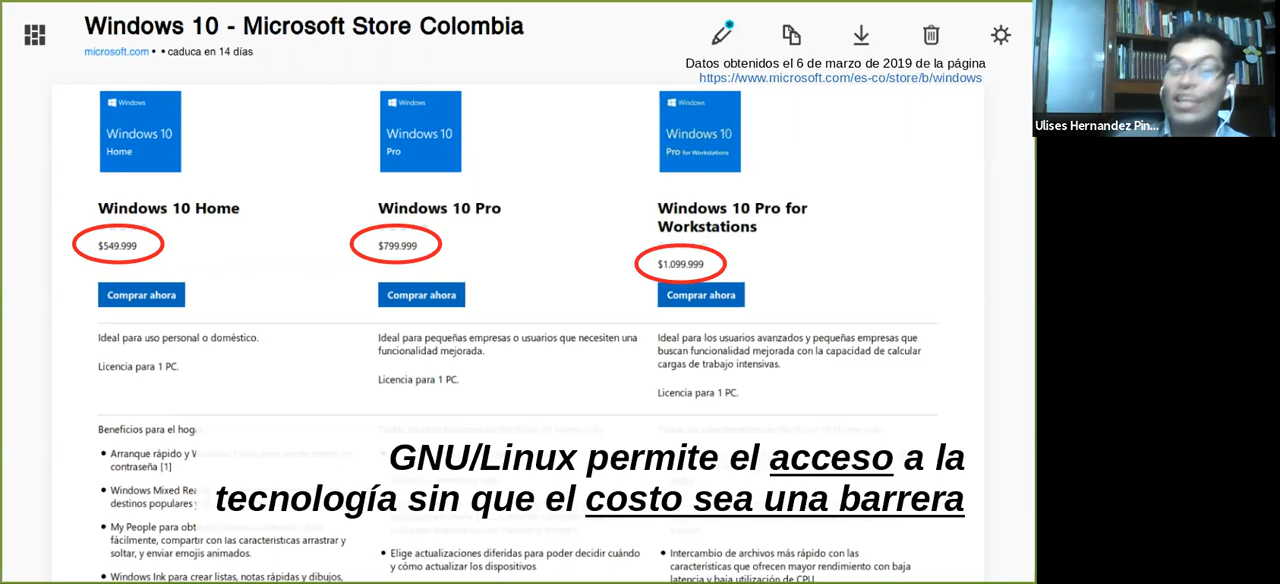 Windows 10 - Microsoft Store Colombia
microsoft.com • • caduca en 14 días
Datos obtenidos el 6 de marzo de 2019 de la página
https://www.microsoft.com/es-co/store/b/windows
Ulises Hernandez Pin...
Windows
Windows 10
Home
Windows
Windows 10
Pro
Windows
Windows 10
Pro for Workstations
Windows 10 Home
$549.999
Comprar ahora
Windows 10 Pro
$799.999
Comprar ahora
Windows 10 Pro for
Workstations
$1.099.999
Comprar ahora
Ideal para uso personal o doméstico.
Licencia para 1 PC.
Ideal para pequeñas empresas o usuarios que necesiten una
funcionalidad mejorada.
Licencia para 1 PC.
Ideal para los usuarios avanzados y pequeñas empresas que
buscan funcionalidad mejorada con la capacidad de calcular
cargas de trabajo intensivas.
Licencia para 1 PC.
Beneficios para el hog
• Arranque rápido y
contraseña [1]
• Windows Mixed Re
destinos populares
• My People para obt
fácilmente, compartir con las características arrastrar y
soltar, y enviar emojis animados.
• Windows Ink para crear listas, notas rápidas y dibujos,
GNU/Linux permite el acceso a la
tecnología sin que el costo sea una barrera
• Elige actualizaciones diferidas para poder decidir cuándo
y cómo actualizar los dispositivos
• Intercambio de archivos más rápido con las
características que ofrecen mayor rendimiento con baja
latencia y baja utilización de CPU